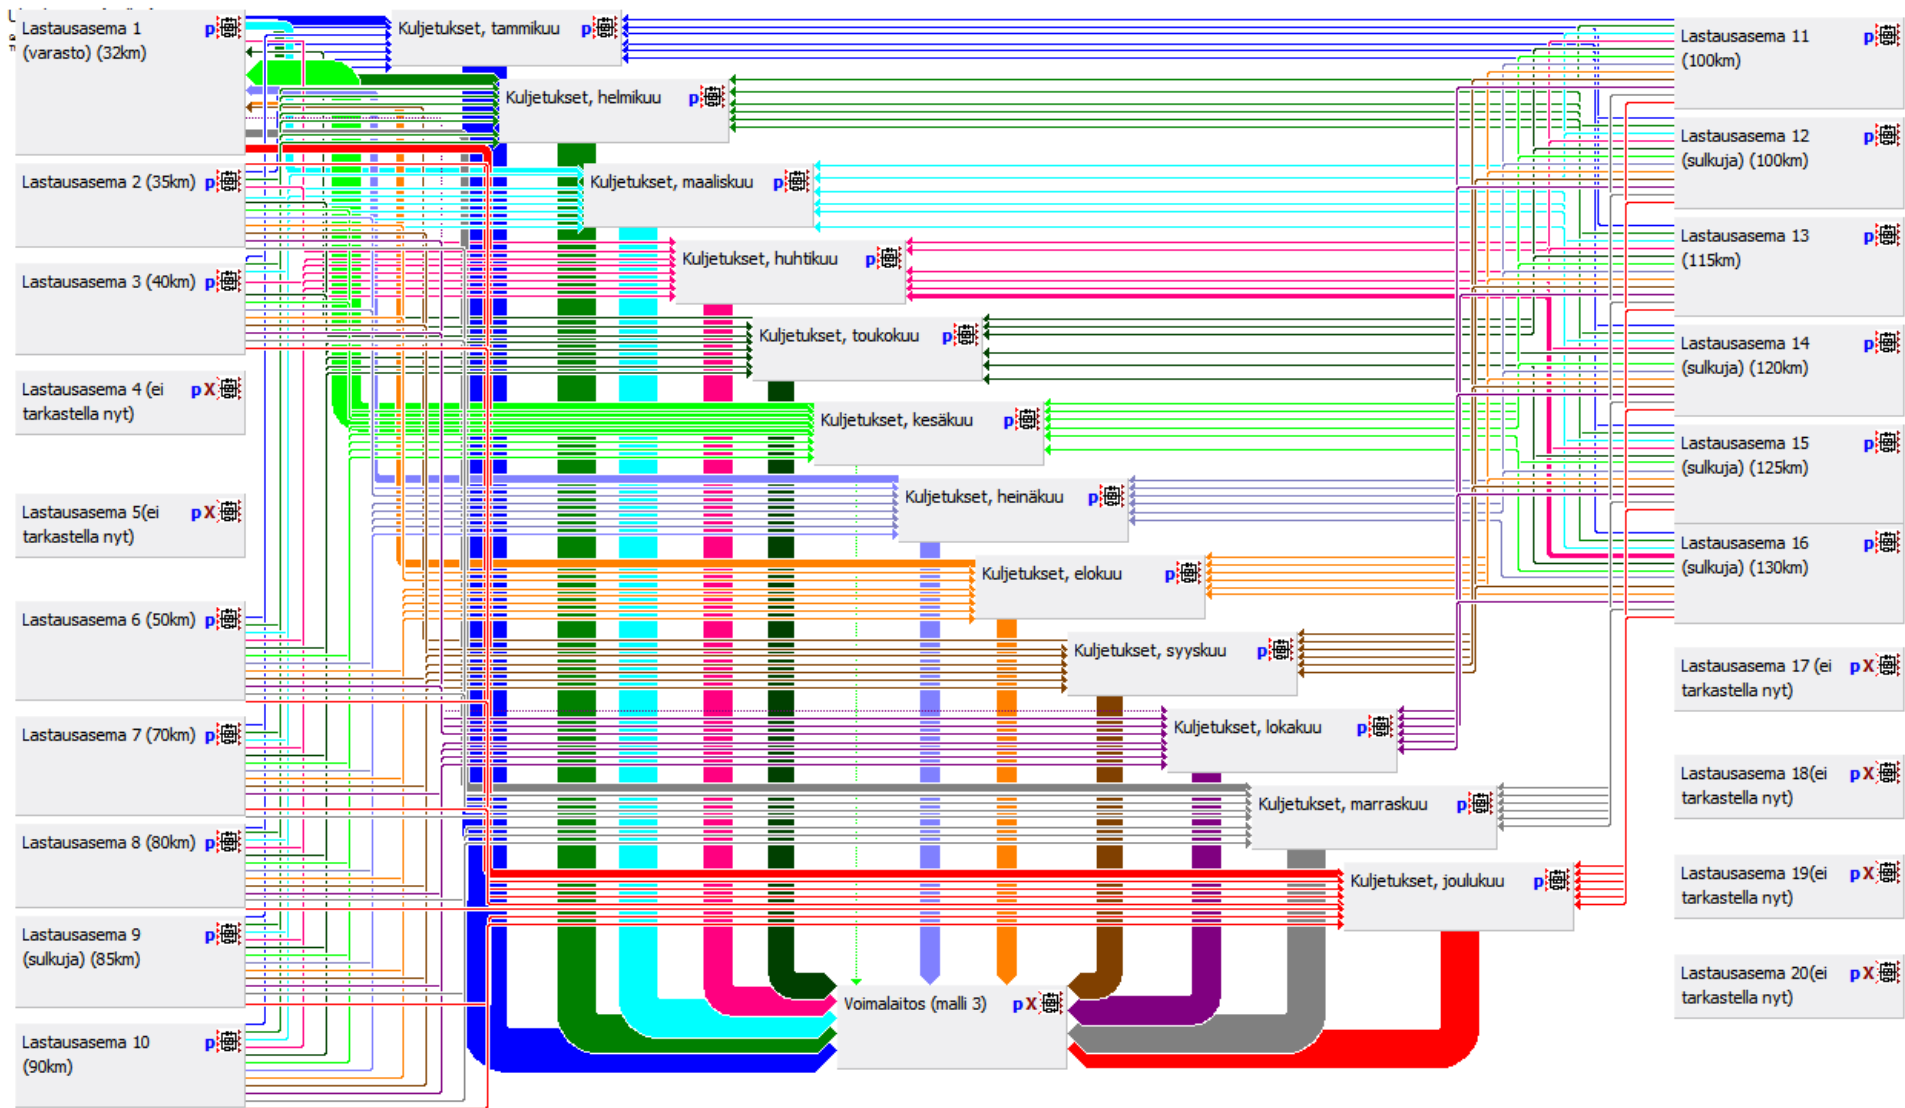 Lastausasema 1 p
(varasto) (32km)
Lastausasema 2 (35km) p
Lastausasema 3 (40km) p
Lastausasema 4 (ei p X
tarkastella nyt)
Lastausasema 5(ei p X
tarkastella nyt)
Lastausasema 6 (50km) p
Lastausasema 7 (70km) p
Lastausasema 8 (80km) p
Lastausasema 9 p
(sulkuja) (85km)
Lastausasema 10 p
(90km)
Kuljetukset, tammikuu p
Kuljetukset, helmikuu p
Kuljetukset, maaliskuu p
Kuljetukset, huhtikuu p
Kuljetukset, toukokuu p
Kuljetukset, kesäkuu p
Kuljetukset, heinäkuu p
Kuljetukset, elokuu p
Kuljetukset, syyskuu p
Kuljetukset, lokakuu p
Kuljetukset, marraskuu p
Kuljetukset, joulukuu p
Voimalaitos (malli 3) p X
Lastausasema 11 p
(100km)
Lastausasema 12 p
(sulkuja) (100km)
Lastausasema 13 p
(115km)
Lastausasema 14 p
(sulkuja) (120km)
Lastausasema 15 p
(sulkuja) (125km)
Lastausasema 16 p
(sulkuja) (130km)
Lastausasema 17 (ei p X
tarkastella nyt)
Lastausasema 18(ei p X
tarkastella nyt)
Lastausasema 19(ei p X
tarkastella nyt)
Lastausasema 20(ei p X
tarkastella nyt)